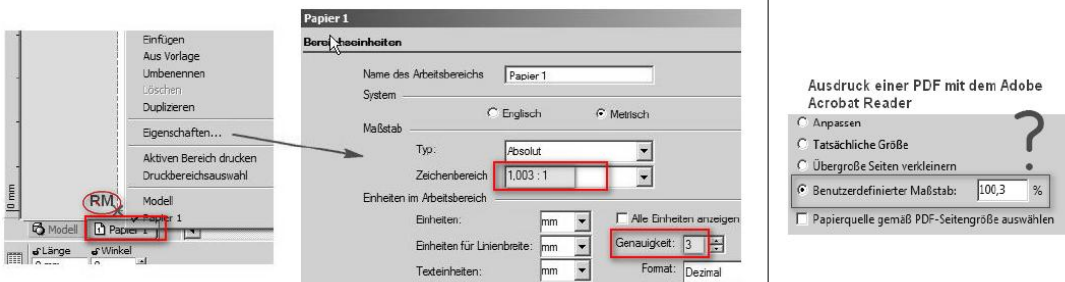 Einfügen
Aus Vorlage
Umbenennen
Löschen
Duplizieren
Eigenschaften...
Aktiven Bereich drucken
Druckbereichsauswahl
Modell
Papier 1
RM
0 mm
Modell
Papier 1
Länge
Winkel
Papier 1
Bereichseinheiten
Name des Arbeitsbereichs Papier 1
System
Englisch Metrisch
Maßstab
Typ: Absolut
Zeichenbereich 1,003 : 1
Einheiten im Arbeitsbereich
Einheiten: mm Alle Einheiten anzeigen
Einheiten für Linienbreite: mm Genauigkeit: 3
Texteinheiten: mm Format: Dezimal
Ausdruck einer PDF mit dem Adobe
Acrobat Reader
Anpassen
Tatsächliche Größe
Übergroße Seiten verkleinern
Benutzerdefinierter Maßstab: 100,3 %
Papierquelle gemäß PDF-Seitengröße auswählen
?